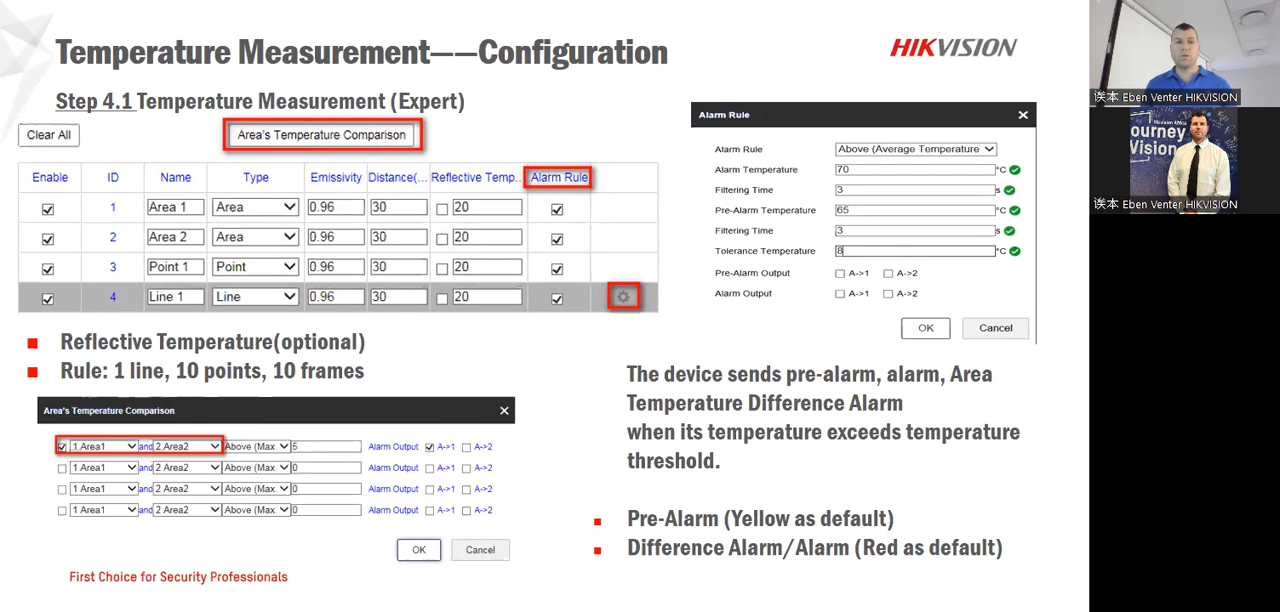 Temperature Measurement——Configuration
HIKVISION
Step 4.1 Temperature Measurement (Expert)
Clear All
Area's Temperature Comparison
Enable ID Name Type Emissivity Distance(... Reflective Temp... Alarm Rule
1 Area 1 Area 0.96 30 20
2 Area 2 Area 0.96 30 20
3 Point 1 Point 0.96 30 20
4 Line 1 Line 0.96 30 20
Reflective Temperature(optional)
Rule: 1 line, 10 points, 10 frames
Area's Temperature Comparison
1 Area1 and 2 Area2 Above (Max. 5 Alarm Output A->1 A->2
1 Area1 and 2 Area2 Above (Max. 0 Alarm Output A->1 A->2
1 Area1 and 2 Area2 Above (Max. 0 Alarm Output A->1 A->2
1 Area1 and 2 Area2 Above (Max. 0 Alarm Output A->1 A->2
OK Cancel
First Choice for Security Professionals
Alarm Rule
Alarm Rule Above (Average Temperature
Alarm Temperature 70 °C
Filtering Time 3 s
Pre-Alarm Temperature 65 °C
Filtering Time 3 s
Tolerance Temperature 8 °C
Pre-Alarm Output A->1 A->2
Alarm Output A->1 A->2
OK Cancel
The device sends pre-alarm, alarm, Area
Temperature Difference Alarm
when its temperature exceeds temperature
threshold.
Pre-Alarm (Yellow as default)
Difference Alarm/Alarm (Red as default)
诶本 Eben Venter HIKVISION
Hikvision Africa
ourney
Vision
诶本 Eben Venter HIKVISION